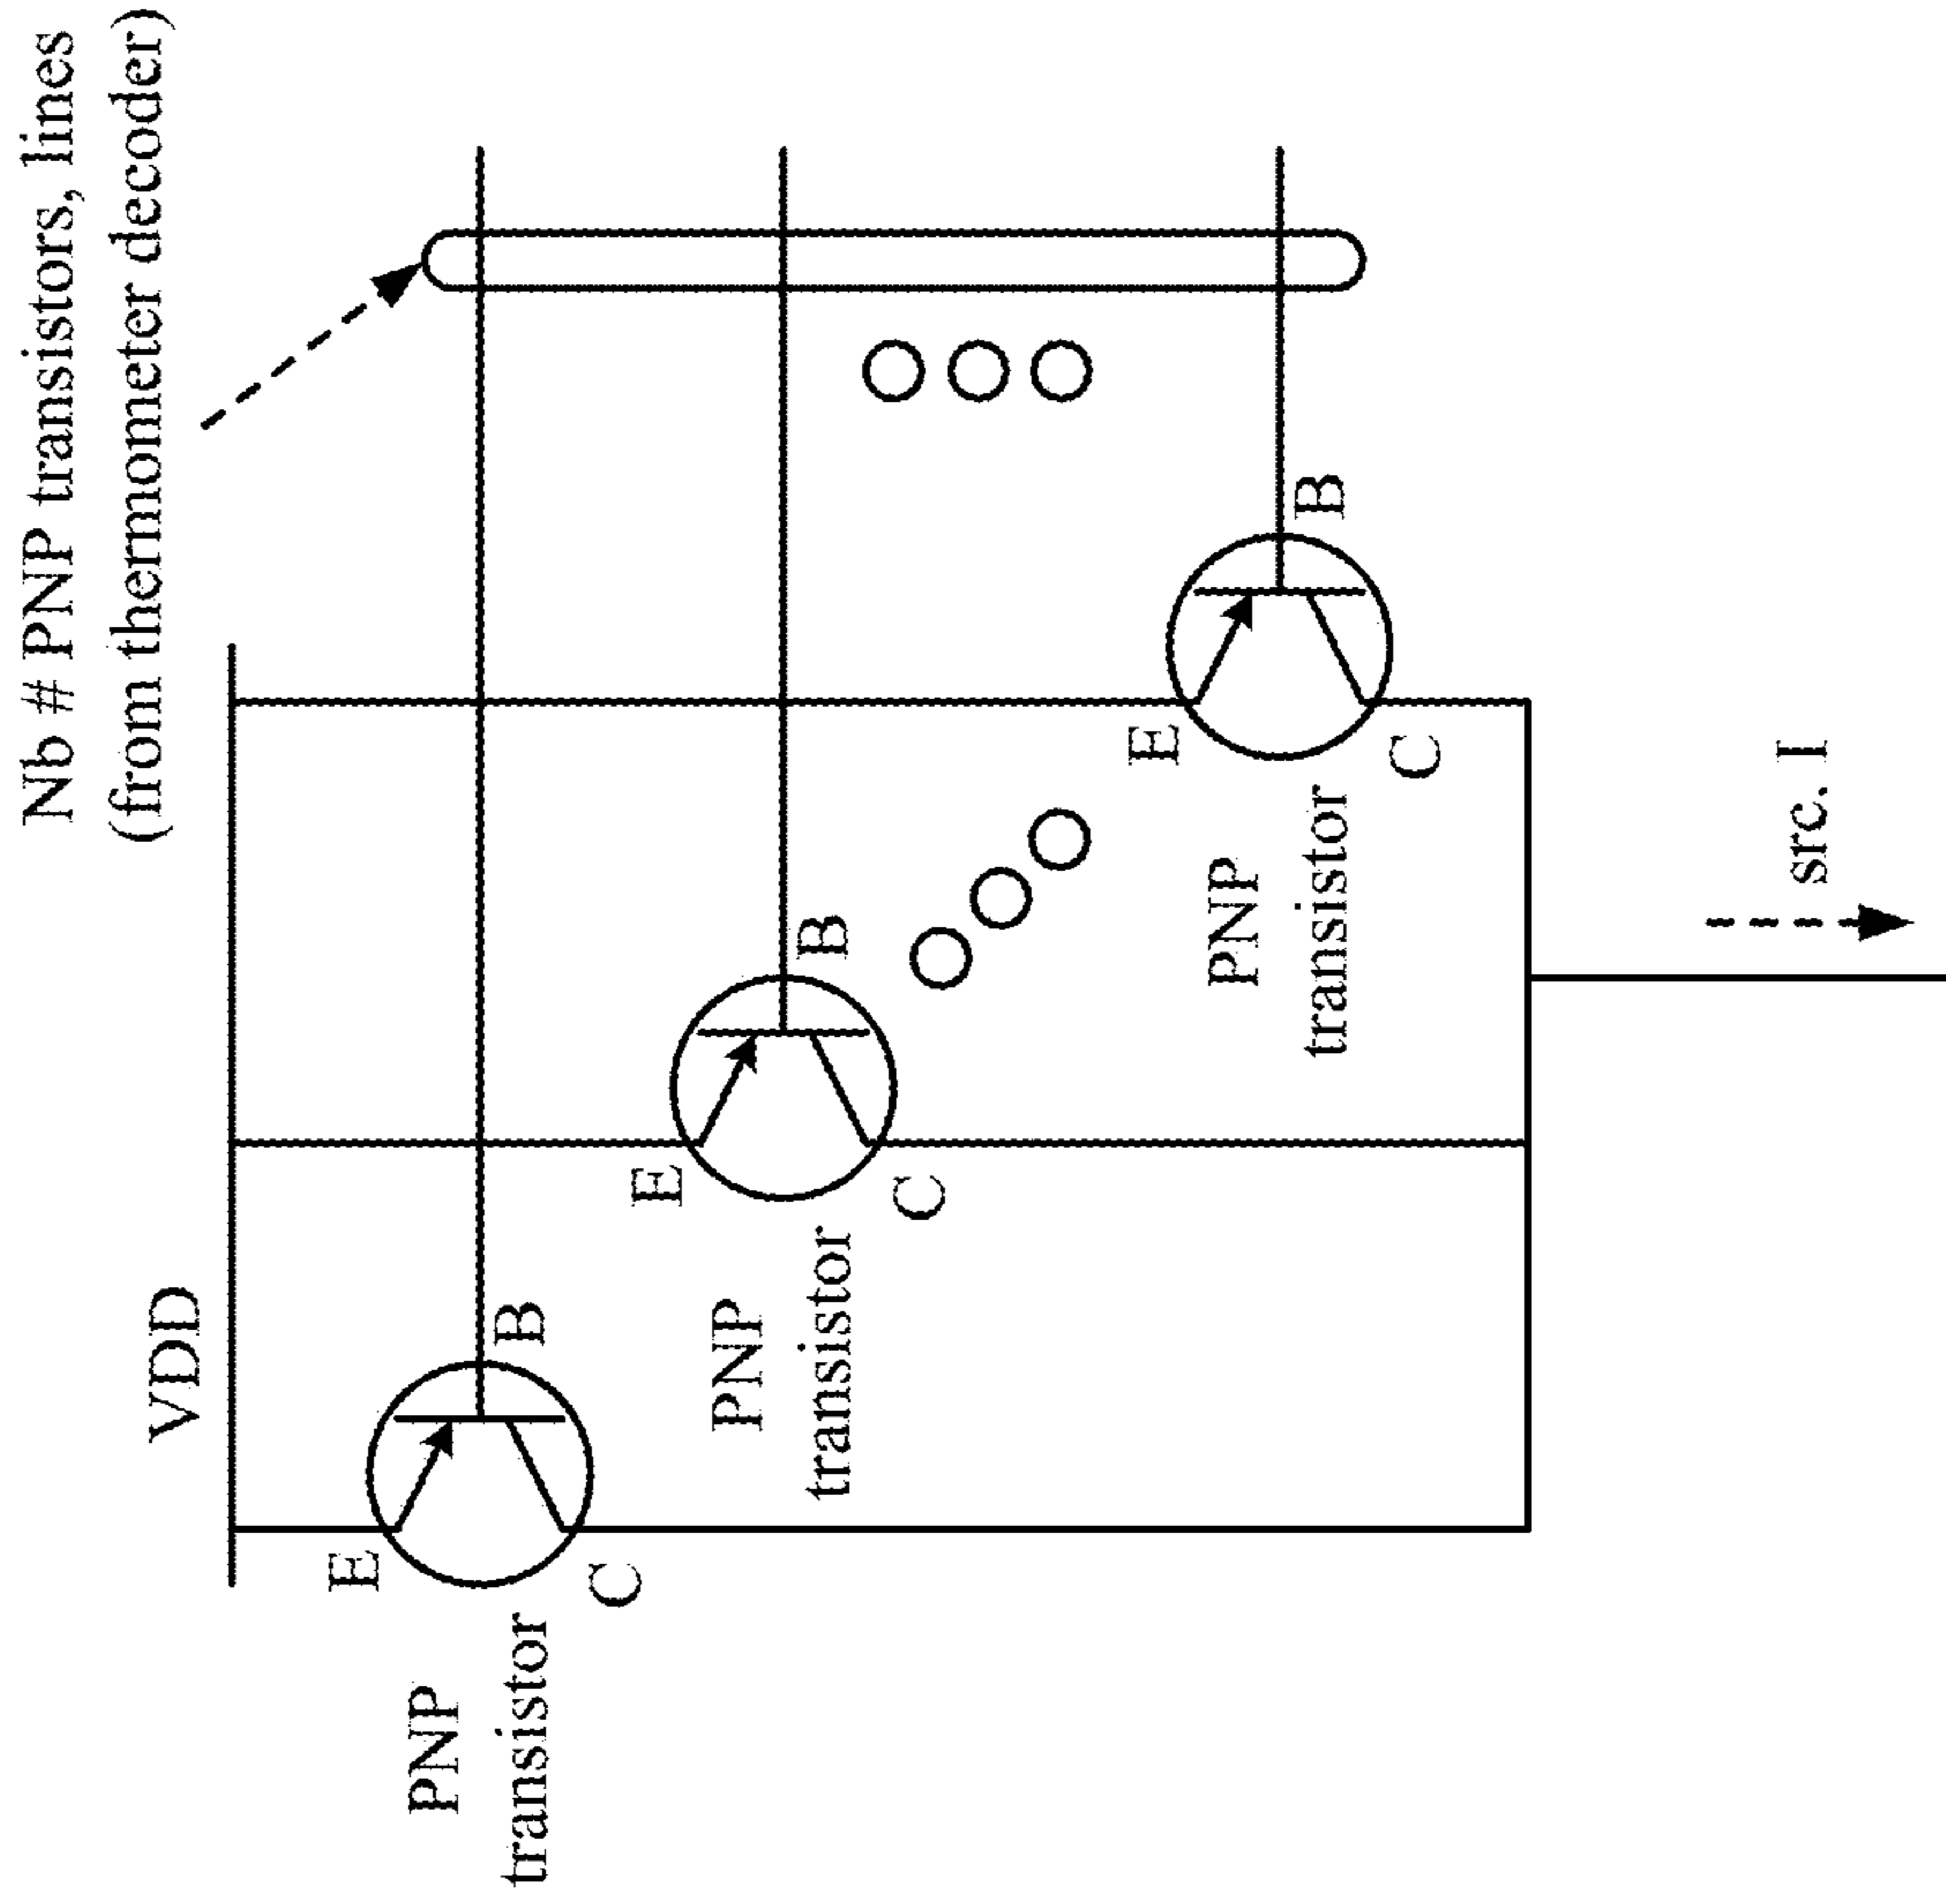 Nb # PNP transistors, lines
(from thermometer decoder)
VDD
E
B
C
PNP
transistor
E
B
C
PNP
transistor
E
B
C
PNP
transistor
src. I